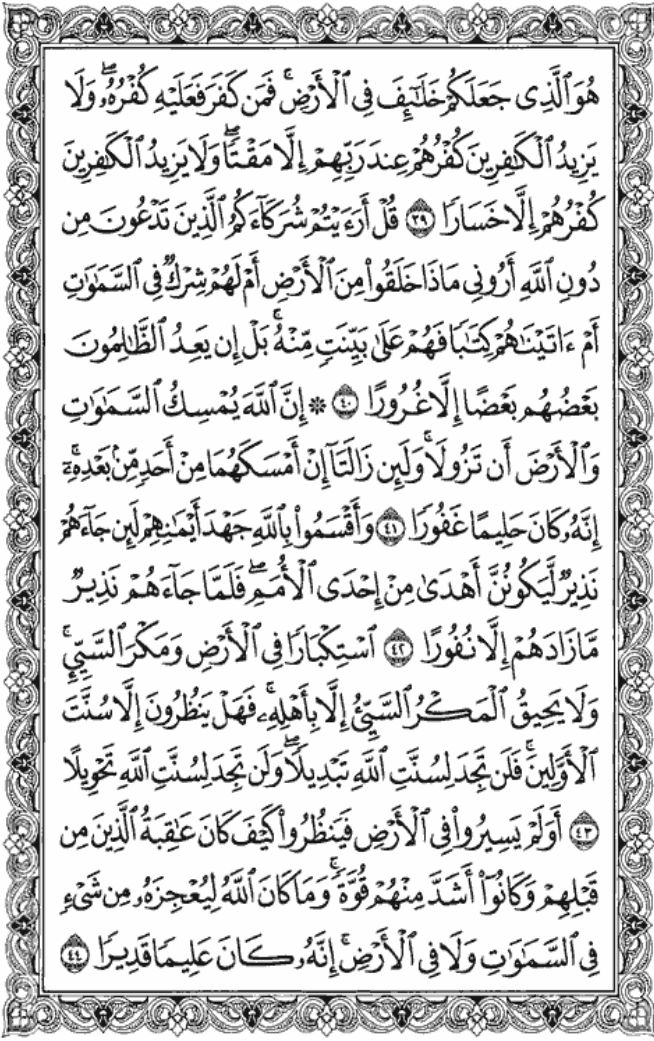 هُوَ ٱلَّذِى جَعَلَكُمْ خَلَـٰٓئِفَ فِى ٱلْأَرْضِ ۚ فَمَن كَفَرَ فَعَلَيْهِ كُفْرُهُۥ ۖ وَلَا
يَزِيدُ ٱلْكَـٰفِرِينَ كُفْرُهُمْ عِندَ رَبِّهِمْ إِلَّا مَقْتًا ۖ وَلَا يَزِيدُ ٱلْكَـٰفِرِينَ
كُفْرُهُمْ إِلَّا خَسَارًا ٣٩ قُلْ أَرَءَيْتُمْ شُرَكَآءَكُمُ ٱلَّذِينَ تَدْعُونَ مِن
دُونِ ٱللَّهِ أَرُونِى مَاذَا خَلَقُوا۟ مِنَ ٱلْأَرْضِ أَمْ لَهُمْ شِرْكٌ فِى ٱلسَّمَـٰوَٰتِ
أَمْ ءَاتَيْنَـٰهُمْ كِتَـٰبًا فَهُمْ عَلَىٰ بَيِّنَتٍ مِّنْهُ ۚ بَلْ إِن يَعِدُ ٱلظَّـٰلِمُونَ
بَعْضُهُم بَعْضًا إِلَّا غُرُورًا ٤٠ ۞ إِنَّ ٱللَّهَ يُمْسِكُ ٱلسَّمَـٰوَٰتِ
وَٱلْأَرْضَ أَن تَزُولَا ۚ وَلَئِن زَالَتَآ إِنْ أَمْسَكَهُمَا مِنْ أَحَدٍ مِّنۢ بَعْدِهِۦٓ ۚ
إِنَّهُۥ كَانَ حَلِيمًا غَفُورًا ٤١ وَأَقْسَمُوا۟ بِٱللَّهِ جَهْدَ أَيْمَـٰنِهِمْ لَئِن جَآءَهُمْ
نَذِيرٌ لَّيَكُونُنَّ أَهْدَىٰ مِنْ إِحْدَى ٱلْأُمَمِ ۖ فَلَمَّا جَآءَهُمْ نَذِيرٌ
مَّا زَادَهُمْ إِلَّا نُفُورًا ٤٢ ٱسْتِكْبَارًا فِى ٱلْأَرْضِ وَمَكْرَ ٱلسَّيِّئِ ۚ
وَلَا يَحِيقُ ٱلْمَكْرُ ٱلسَّيِّئُ إِلَّا بِأَهْلِهِۦ ۚ فَهَلْ يَنظُرُونَ إِلَّا سُنَّتَ
ٱلْأَوَّلِينَ ۚ فَلَن تَجِدَ لِسُنَّتِ ٱللَّهِ تَبْدِيلًا ۖ وَلَن تَجِدَ لِسُنَّتِ ٱللَّهِ تَحْوِيلًا
٤٣ أَوَلَمْ يَسِيرُوا۟ فِى ٱلْأَرْضِ فَيَنظُرُوا۟ كَيْفَ كَانَ عَـٰقِبَةُ ٱلَّذِينَ مِن
قَبْلِهِمْ وَكَانُوٓا۟ أَشَدَّ مِنْهُمْ قُوَّةً ۚ وَمَا كَانَ ٱللَّهُ لِيُعْجِزَهُۥ مِن شَىْءٍ
فِى ٱلسَّمَـٰوَٰتِ وَلَا فِى ٱلْأَرْضِ ۚ إِنَّهُۥ كَانَ عَلِيمًا قَدِيرًا ٤٤